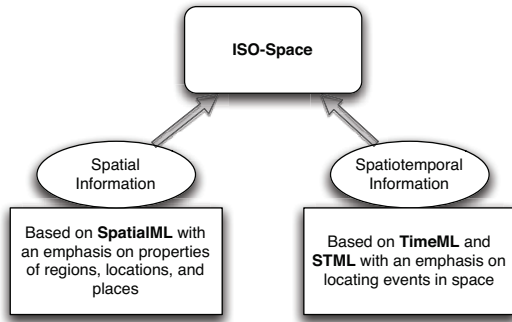 ISO-Space
Spatial
Information
Spatiotemporal
Information
Based on SpatialML with
an emphasis on properties
of regions, locations, and
places
Based on TimeML and
STML with an emphasis on
locating events in space